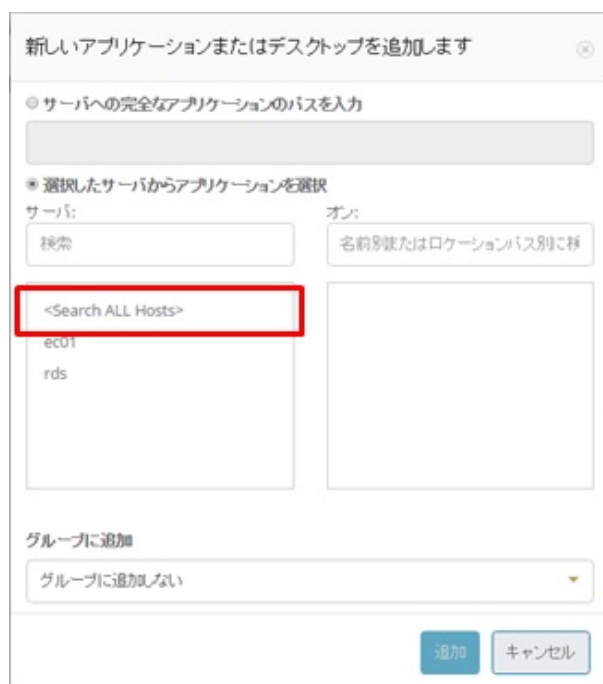 新しいアプリケーションまたはデスクトップを追加します
サーバへの完全なアプリケーションのパスを入力
選択したサーバからアプリケーションを選択
サーバ: オン:
検索 名前別またはロケーションパス別に検
<Search ALL Hosts>
ec01
rds
グループに追加
グループに追加しない
追加 キャンセル